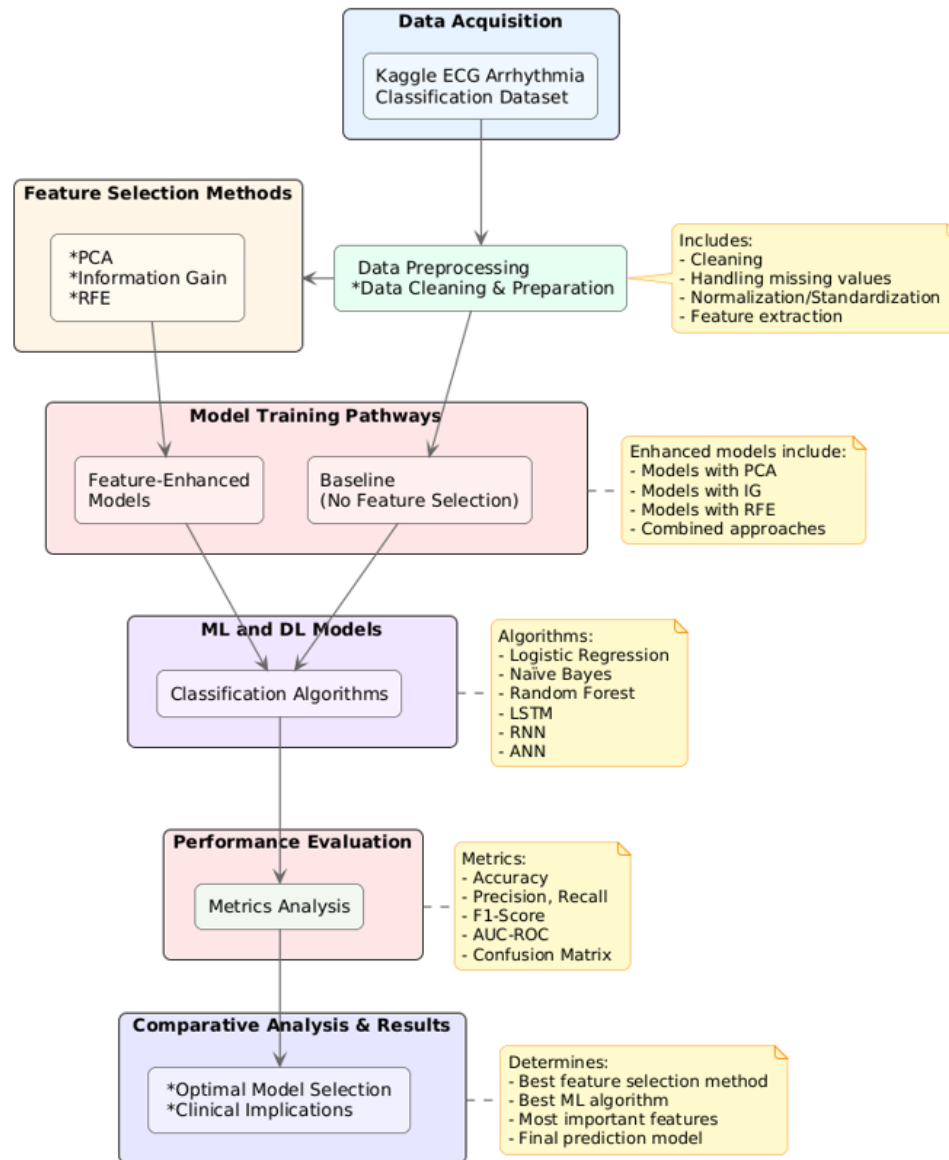 Data Acquisition
Kaggle ECG Arrhythmia
Classification Dataset
Feature Selection Methods
*PCA
*Information Gain
*RFE
Data Preprocessing
*Data Cleaning & Preparation
Includes:
- Cleaning
- Handling missing values
- Normalization/Standardization
- Feature extraction
Model Training Pathways
Feature-Enhanced
Models
Baseline
(No Feature Selection)
Enhanced models include:
- Models with PCA
- Models with IG
- Models with RFE
- Combined approaches
ML and DL Models
Classification Algorithms
Algorithms:
- Logistic Regression
- Naïve Bayes
- Random Forest
- LSTM
- RNN
- ANN
Performance Evaluation
Metrics Analysis
Metrics:
- Accuracy
- Precision, Recall
- F1-Score
- AUC-ROC
- Confusion Matrix
Comparative Analysis & Results
*Optimal Model Selection
*Clinical Implications
Determines:
- Best feature selection method
- Best ML algorithm
- Most important features
- Final prediction model